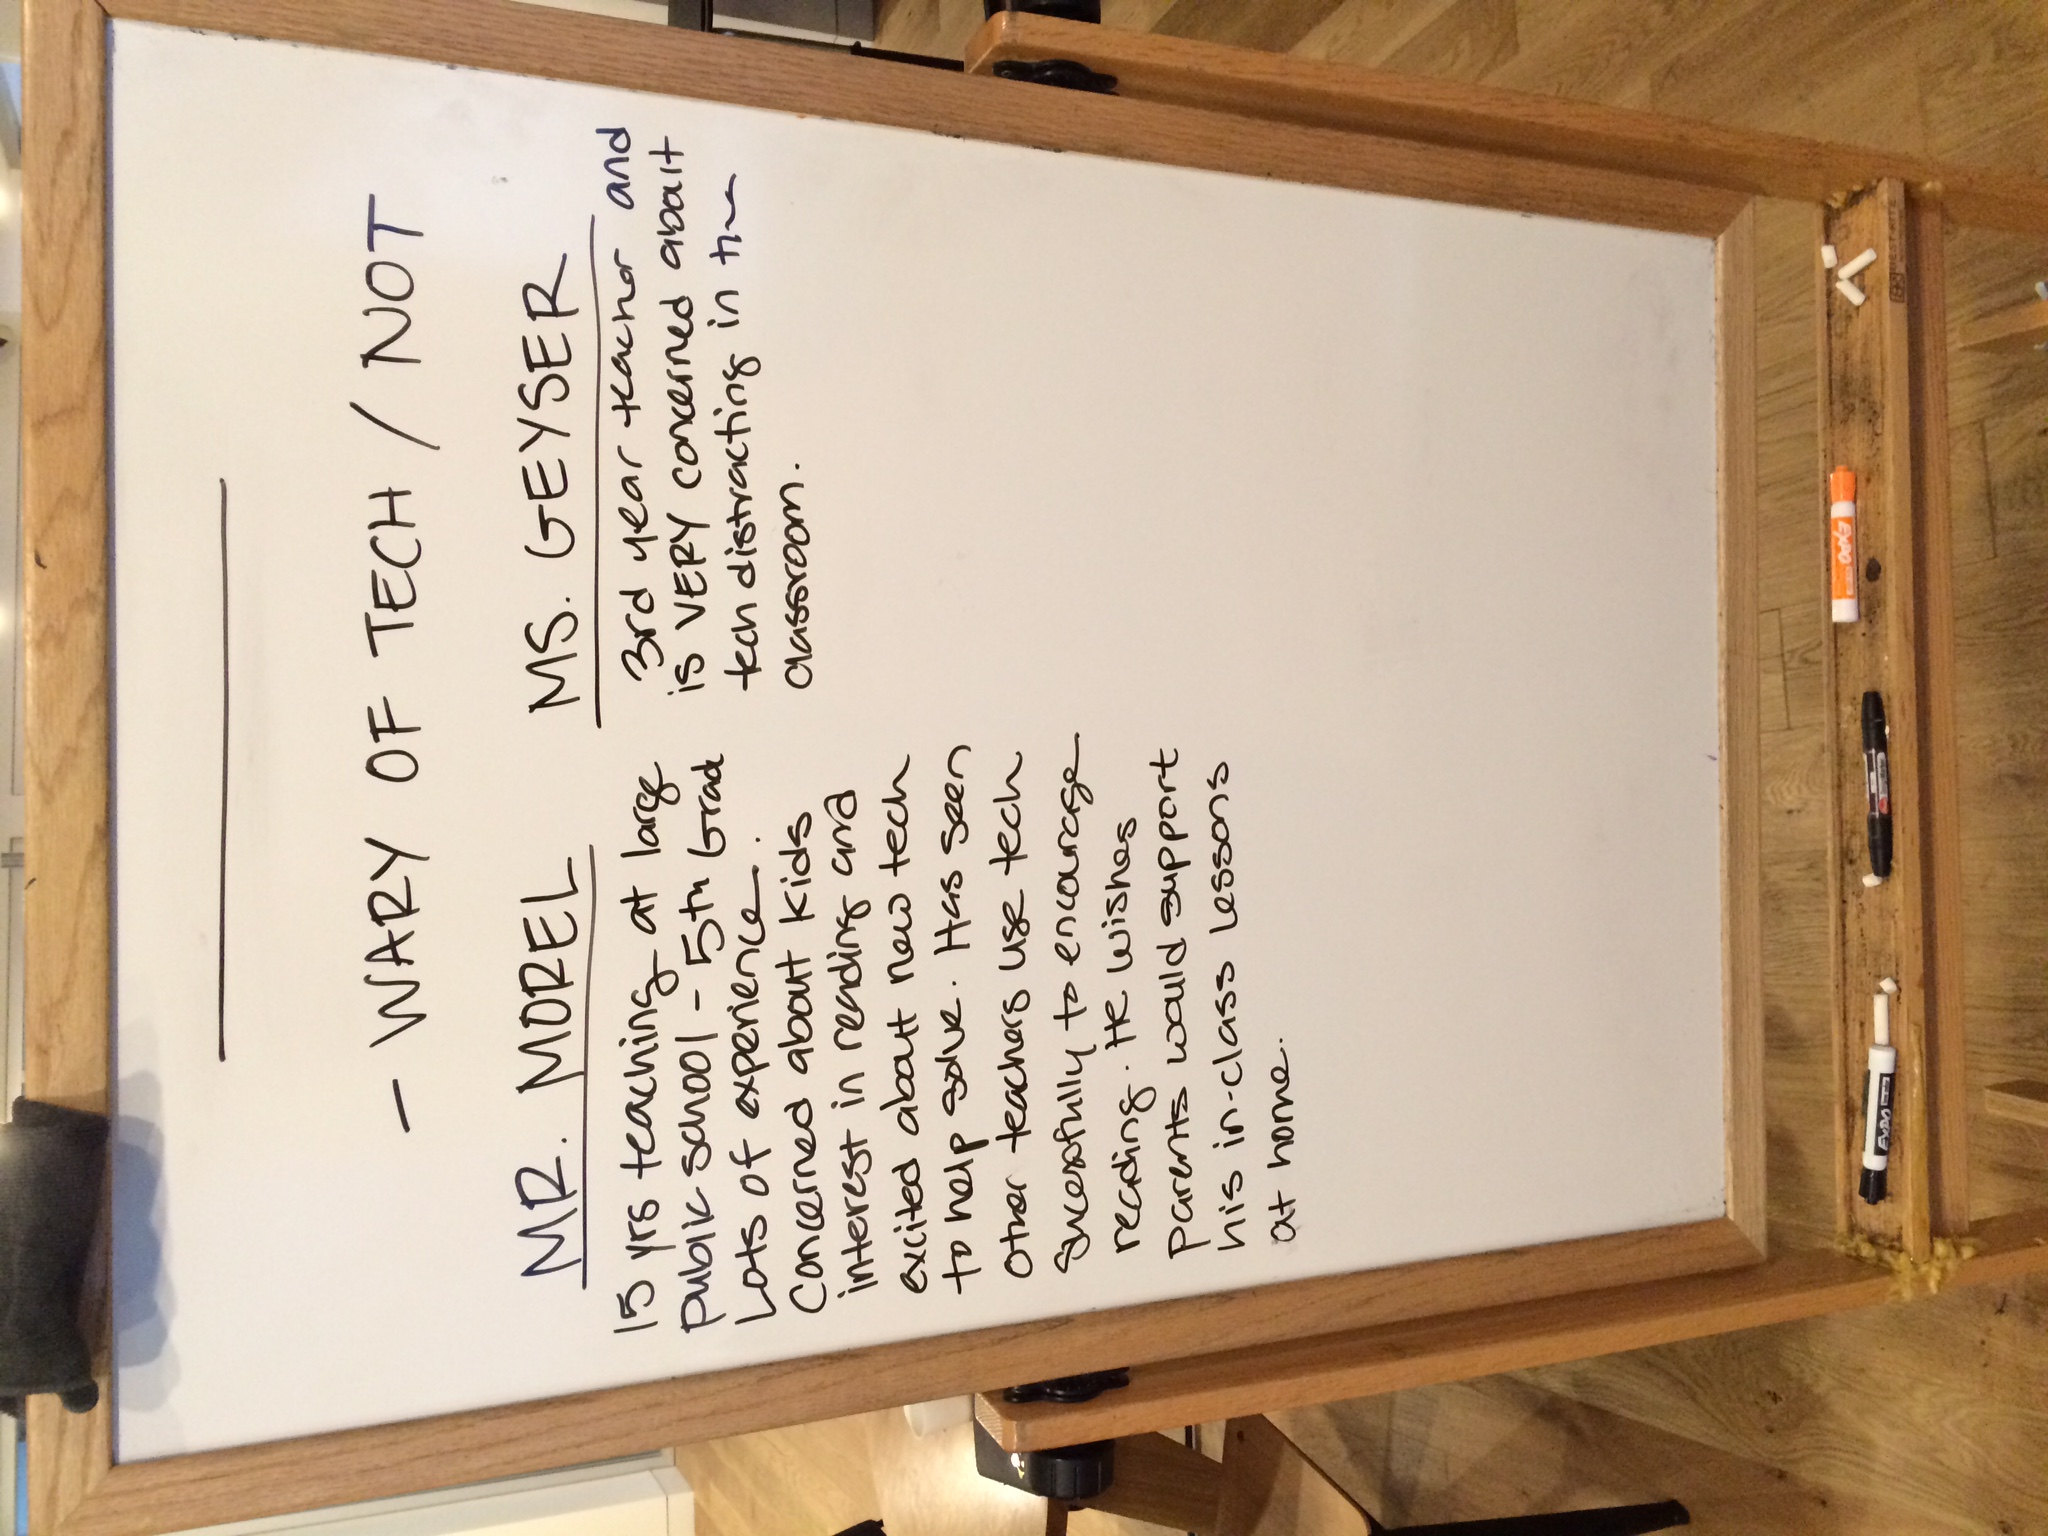 - WARY OF TECH / NOT
MR. MOREL
15 yrs teaching at large
public school - 5th Grade
Lots of experience.
Concerned about kids
interest in reading and
excited about new tech
to help solve. Has seen
other teachers use tech
sucessfully to encourage
reading. He wishes
parents would support
his in-class lessons
at home.
MS. GEYSER
3rd year teacher and
is VERY concerned about
tech distracting in the
classroom.
EXPO
EXPO
BEST-RITE